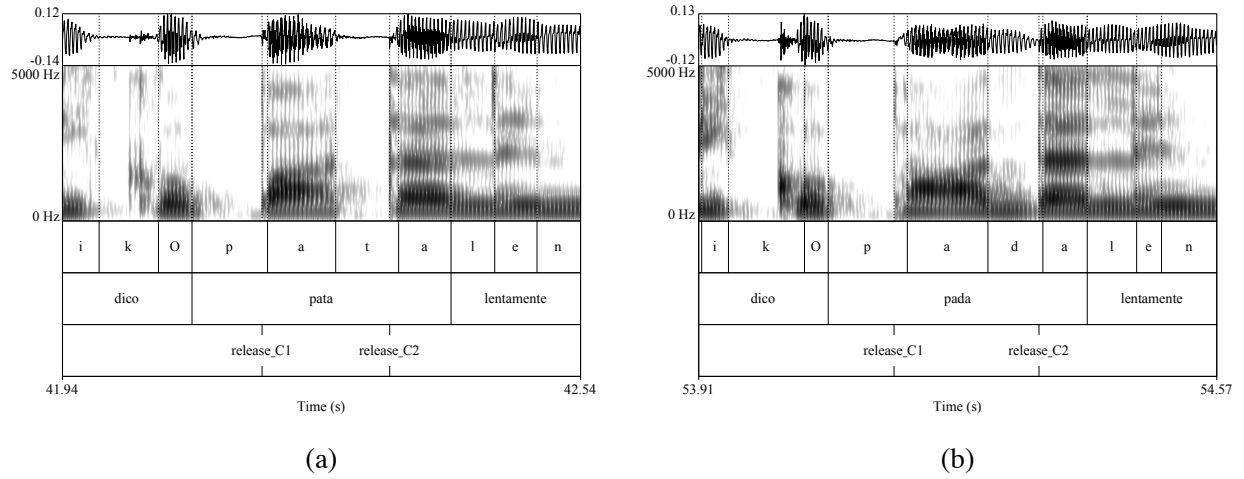 0.12
-0.14
5000 Hz
0 Hz
i k O p a t a l e n
dico pata lentamente
release_C1 release_C2
41.94 42.54
Time (s)
(a)
0.13
-0.12
5000 Hz
0 Hz
i k O p a d a l e n
dico pada lentamente
release_C1 release_C2
53.91 54.57
Time (s)
(b)